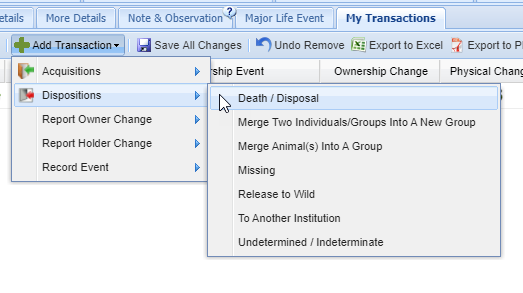 etails More Details Note & Observation ? Major Life Event My Transactions
Add Transaction Save All Changes Undo Remove Export to Excel Export to P
ship Event Ownership Change Physical Chang
Acquisitions
Dispositions
Report Owner Change
Report Holder Change
Record Event
Death / Disposal
Merge Two Individuals/Groups Into A New Group
Merge Animal(s) Into A Group
Missing
Release to Wild
To Another Institution
Undetermined / Indeterminate